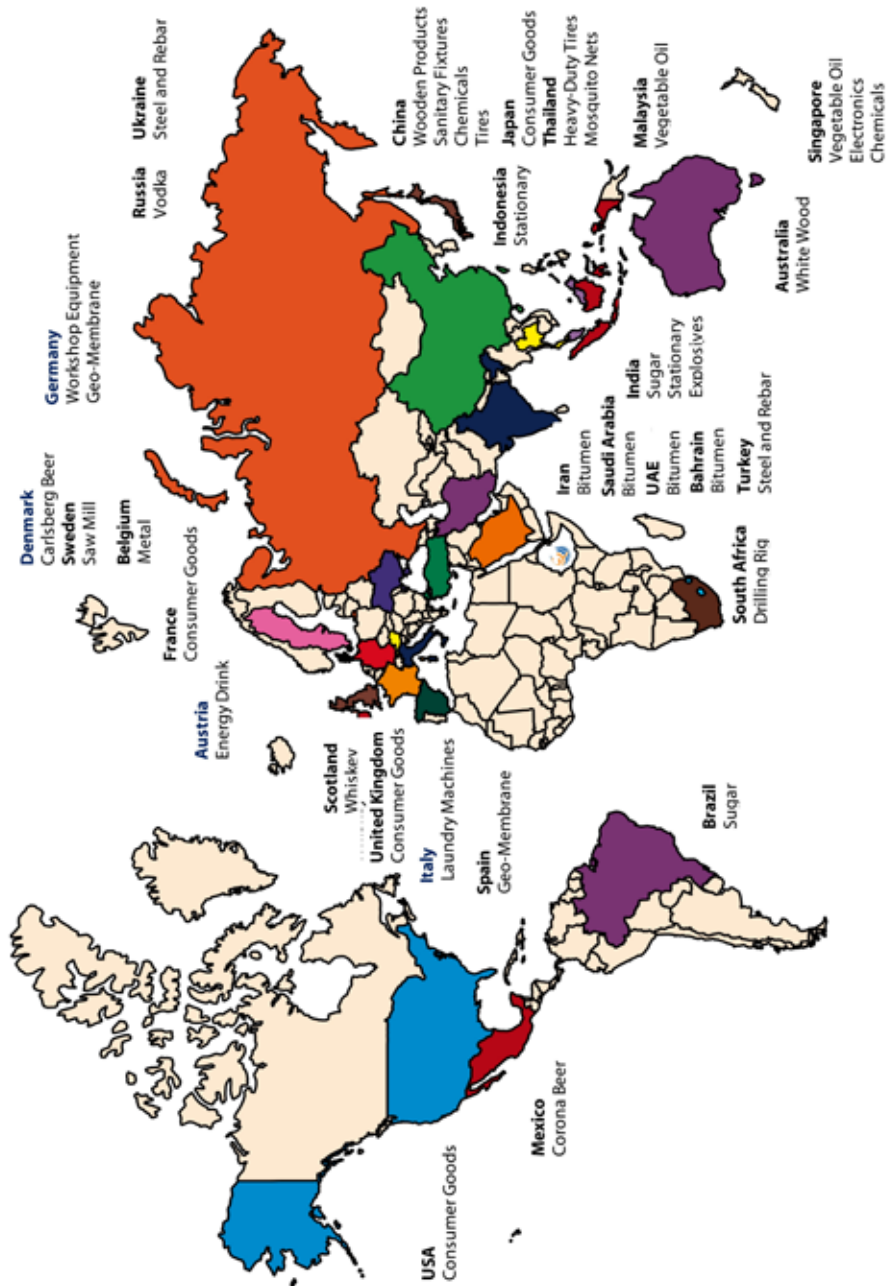 Denmark
Carlsberg Beer
Sweden
Saw Mill
Belgium
Metal
Germany
Workshop Equipment
Geo-Membrane
Russia
Vodka
Ukraine
Steel and Rebar
France
Consumer Goods
Austria
Energy Drink
Scotland
Whiskey
United Kingdom
Consumer Goods
Italy
Laundry Machines
Spain
Geo-Membrane
USA
Consumer Goods
Mexico
Corona Beer
Brazil
Sugar
South Africa
Drilling Rig
Iran
Bitumen
Saudi Arabia
Bitumen
UAE
Bitumen
Bahrain
Bitumen
Turkey
Steel and Rebar
India
Sugar
Stationary
Explosives
Indonesia
Stationary
China
Wooden Products
Sanitary Fixtures
Chemicals
Tires
Japan
Consumer Goods
Thailand
Heavy-Duty Tires
Mosquito Nets
Malaysia
Vegetable Oil
Australia
White Wood
Singapore
Vegetable Oil
Electronics
Chemicals